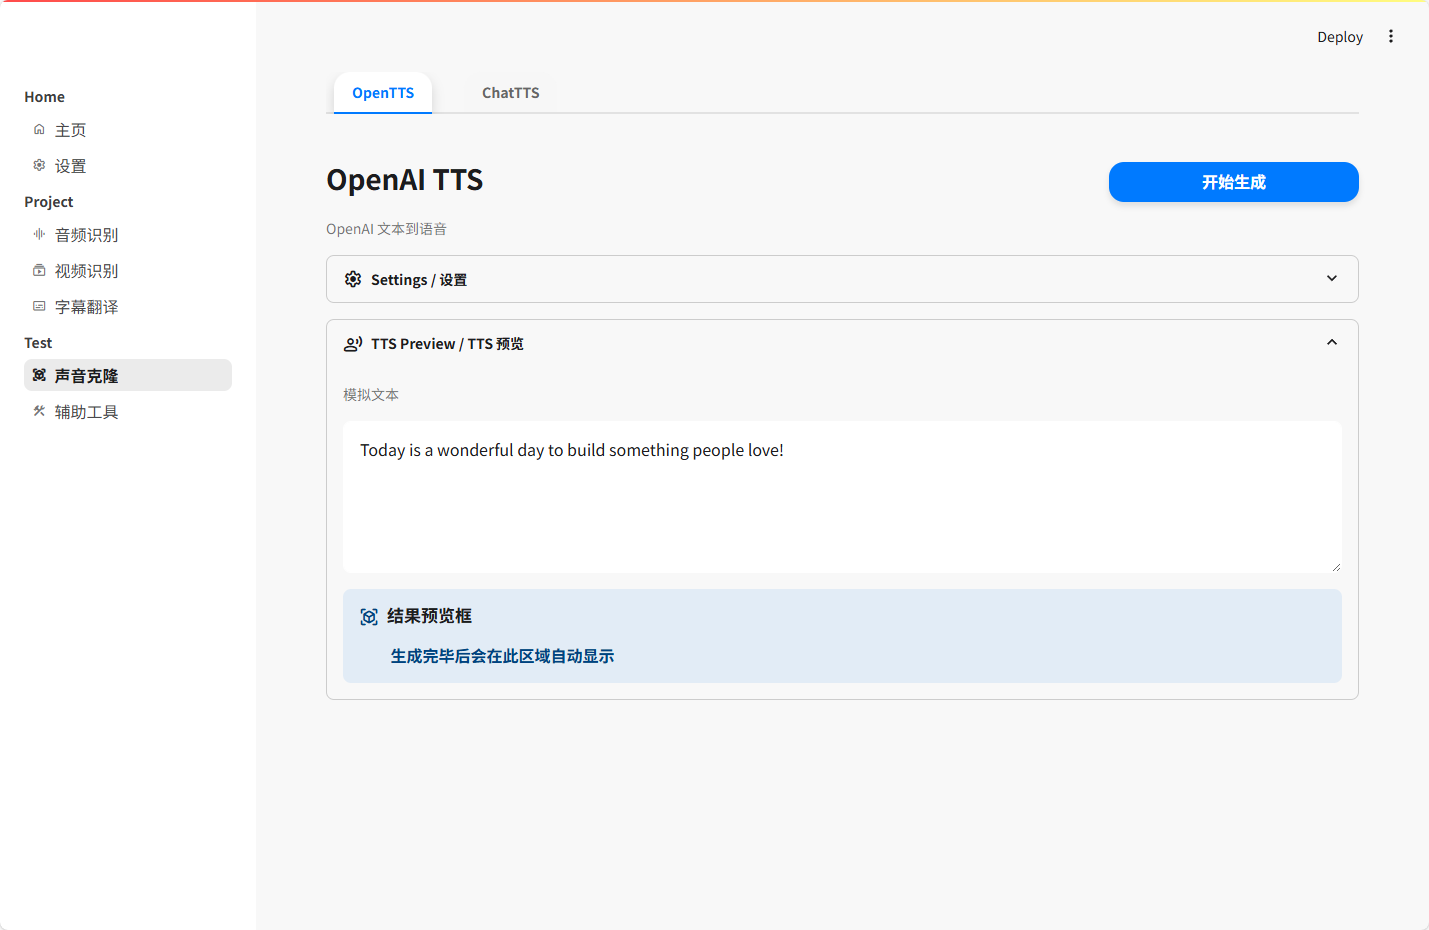 Deploy
Home
主页
设置
Project
音频识别
视频识别
字幕翻译
Test
声音克隆
辅助工具
OpenTTS
ChatTTS
OpenAI TTS
开始生成
OpenAI 文本到语音
Settings / 设置
TTS Preview / TTS 预览
模拟文本
Today is a wonderful day to build something people love!
结果预览框
生成完毕后会在此区域自动显示